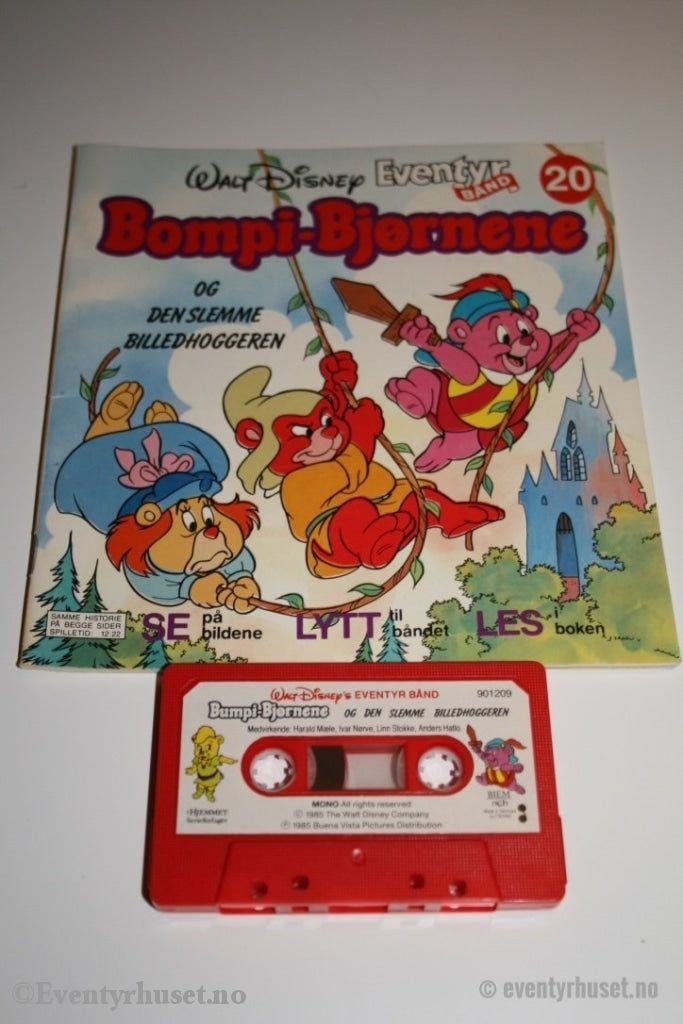 WALT DISNEY Eventyr BÅND. 20
Bompi-Bjørnene
OG
DEN SLEMME
BILLEDHOGGEREN
SAMME HISTORIE
PÅ BEGGE SIDER
SPILLETID: 12:22
SE på bildene
LYTT til båndet
LES i boken
WALT DISNEY'S EVENTYR BÅND 901209
Bumpi-Bjørnene OG DEN SLEMME BILLEDHOGGEREN
Medvirkende: Harald Mæle, Ivar Nørve, Linn Stokke, Anders Hatlo.
MONO All rights reserved
© 1985 The Walt Disney Company
℗ 1985 Buena Vista Pictures Distribution
HJEMMET
Serieforlaget
BIEM
ncb
©Eventyrhuset.no
© eventyrhuset.no